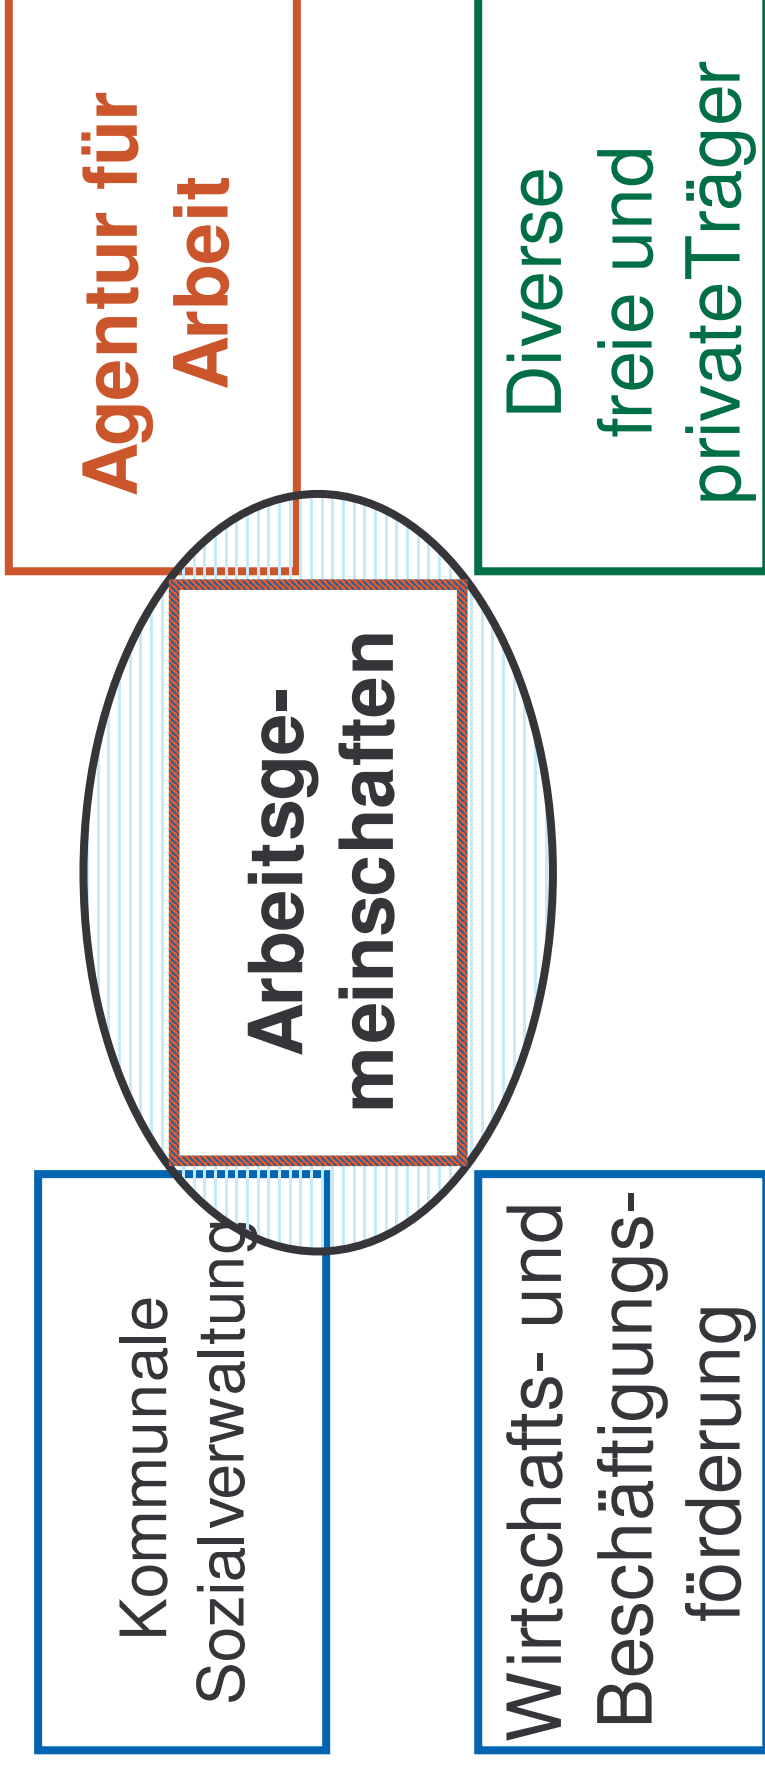 Kommunale
Sozialverwaltung
Arbeitsge-
meinschaften
Agentur für
Arbeit
Wirtschafts- und
Beschäftigungs-
förderung
Diverse
freie und
private Träger